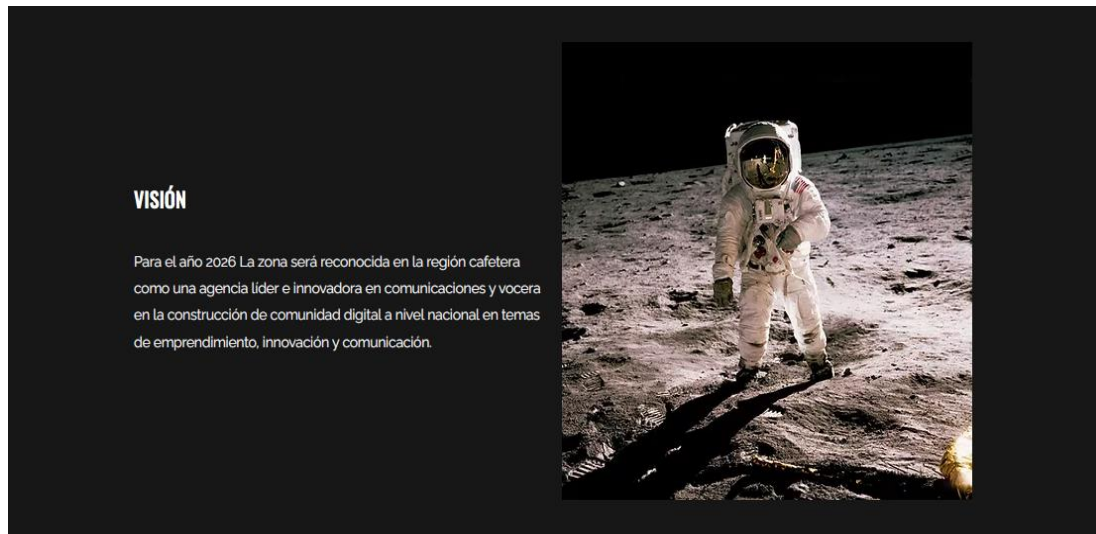 VISIÓN
Para el año 2026 La zona será reconocida en la región cafetera
como una agencia líder e innovadora en comunicaciones y vocera
en la construcción de comunidad digital a nivel nacional en temas
de emprendimiento, innovación y comunicación.